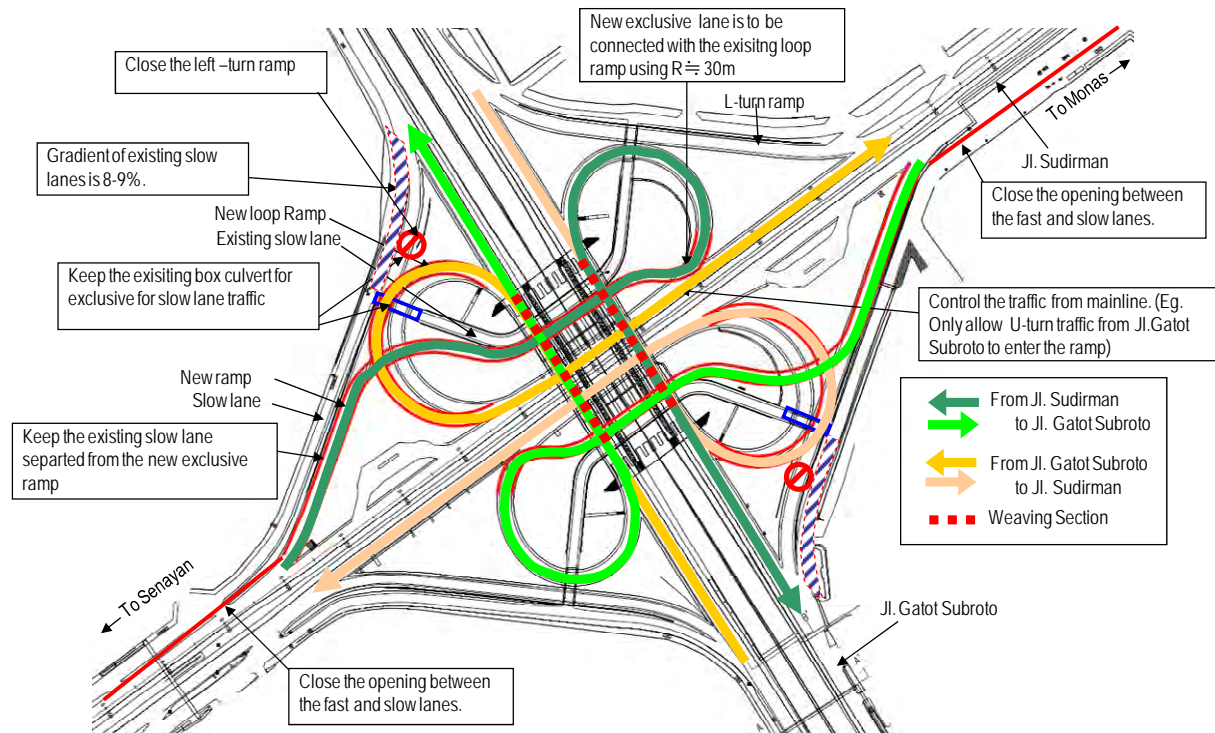 New exclusive lane is to be
connected with the exisitng loop
ramp using R≒ 30m
Close the left –turn ramp
L-turn ramp
To Monas
Jl. Sudirman
Gradient of existing slow
lanes is 8-9%.
Close the opening between
the fast and slow lanes.
New loop Ramp
Existing slow lane
Keep the exisiting box culvert for
exclusive for slow lane traffic
Control the traffic from mainline. (Eg.
Only allow U-turn traffic from Jl.Gatot
Subroto to enter the ramp)
New ramp
Slow lane
Keep the existing slow lane
separted from the new exclusive
ramp
From Jl. Sudirman
to Jl. Gatot Subroto
From Jl. Gatot Subroto
to Jl. Sudirman
Weaving Section
To Senayan
Jl. Gatot Subroto
Close the opening between
the fast and slow lanes.